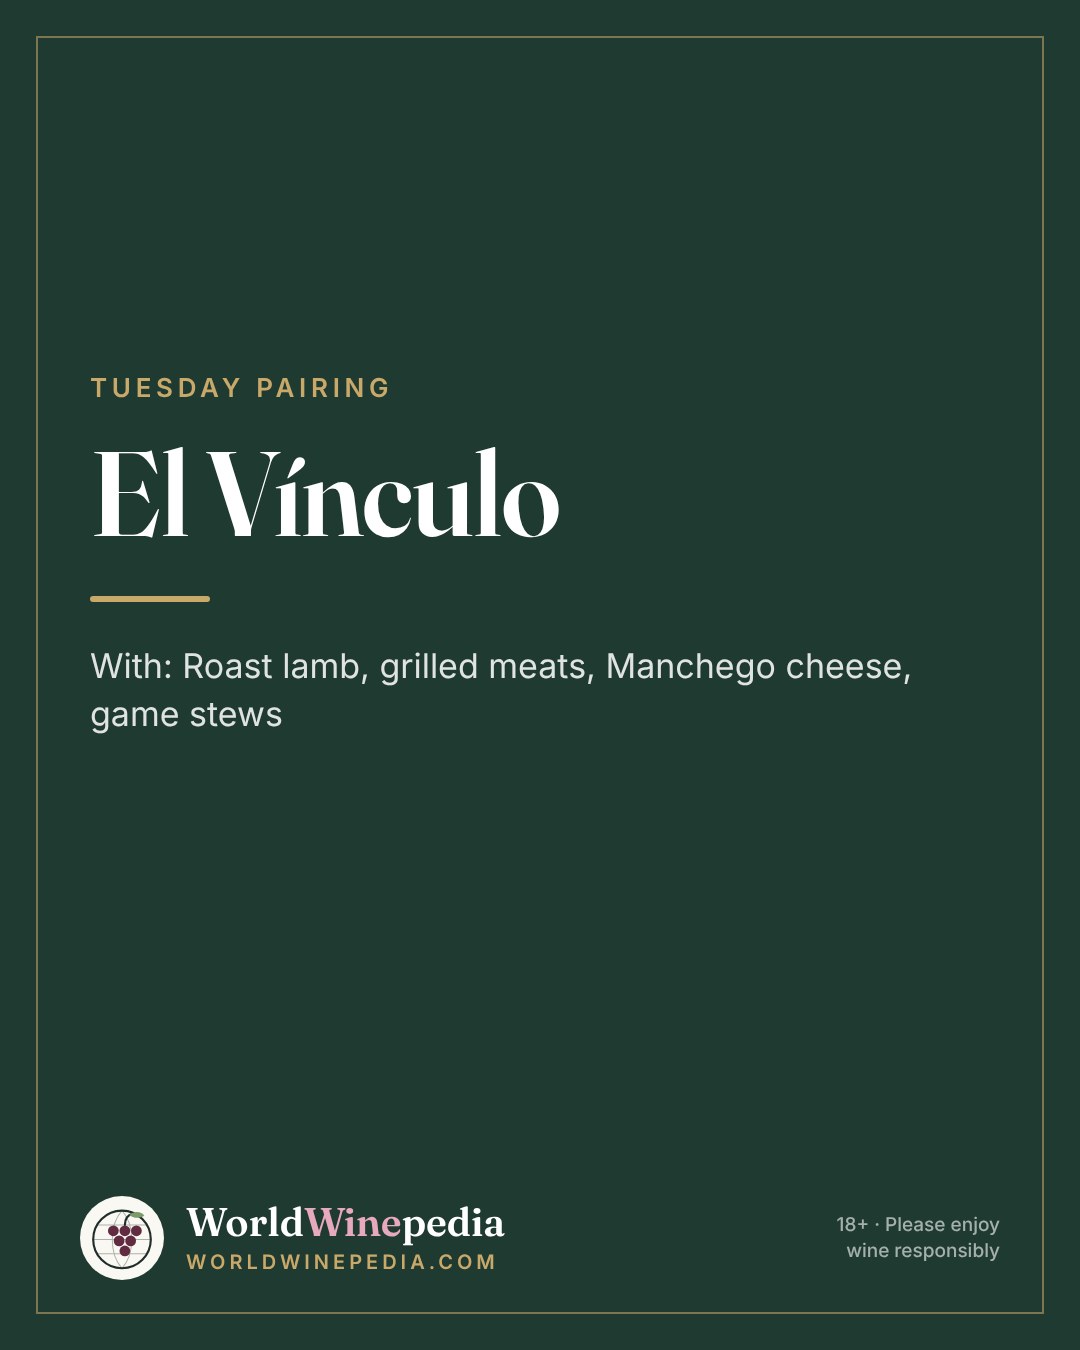 TUESDAY PAIRING
El Vínculo
With: Roast lamb, grilled meats, Manchego cheese,
game stews
WorldWinepedia
WORLDWINEPEDIA.COM
18+ · Please enjoy
wine responsibly